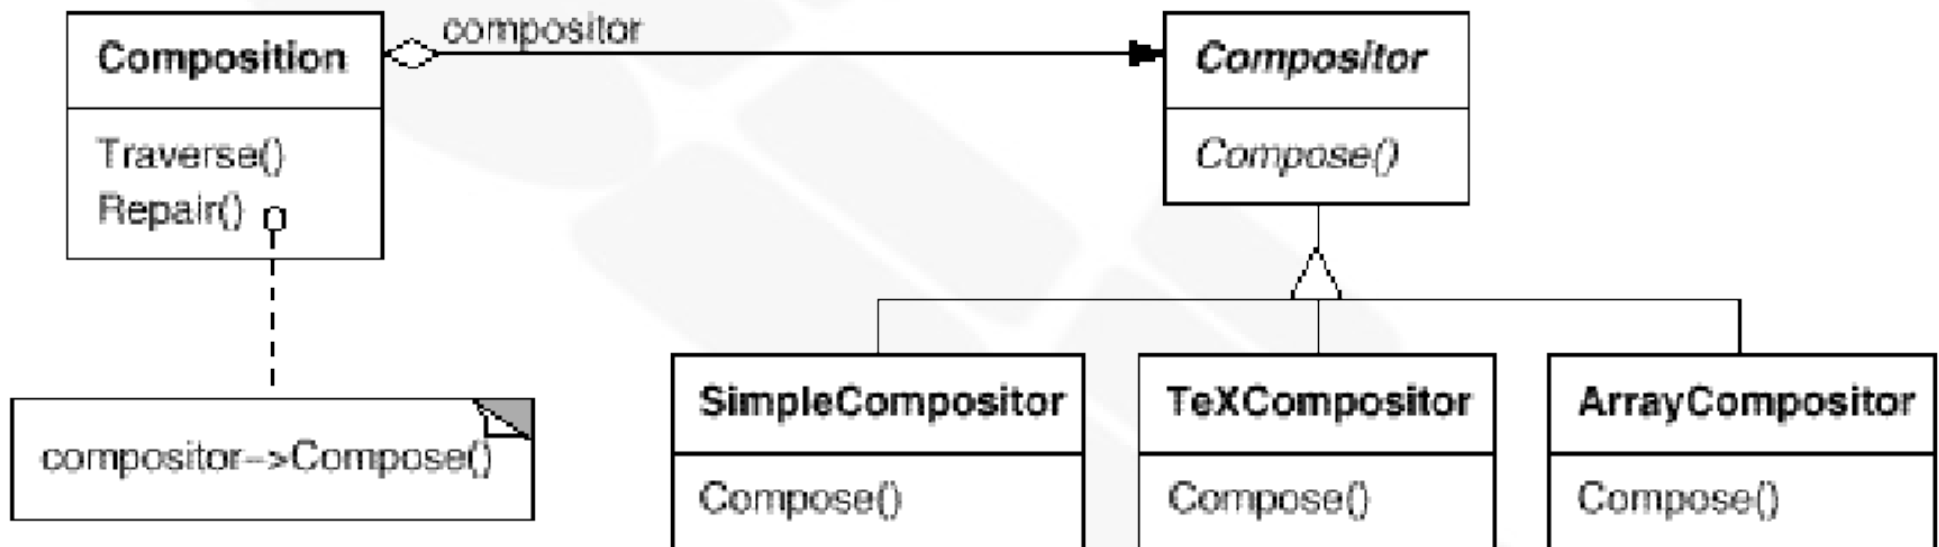 compositor
Composition
Compositor
Traverse()
Compose()
Repair()
SimpleCompositor
TeXCompositor
ArrayCompositor
compositor–>Compose()
Compose()
Compose()
Compose()